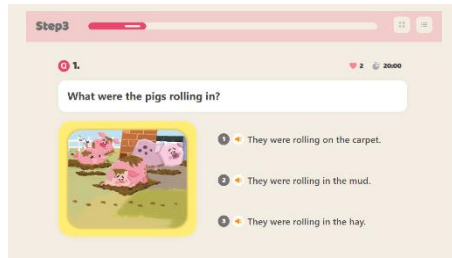 Step3
Q 1.
2 20:00
What were the pigs rolling in?
1 They were rolling on the carpet.
2 They were rolling in the mud.
3 They were rolling in the hay.